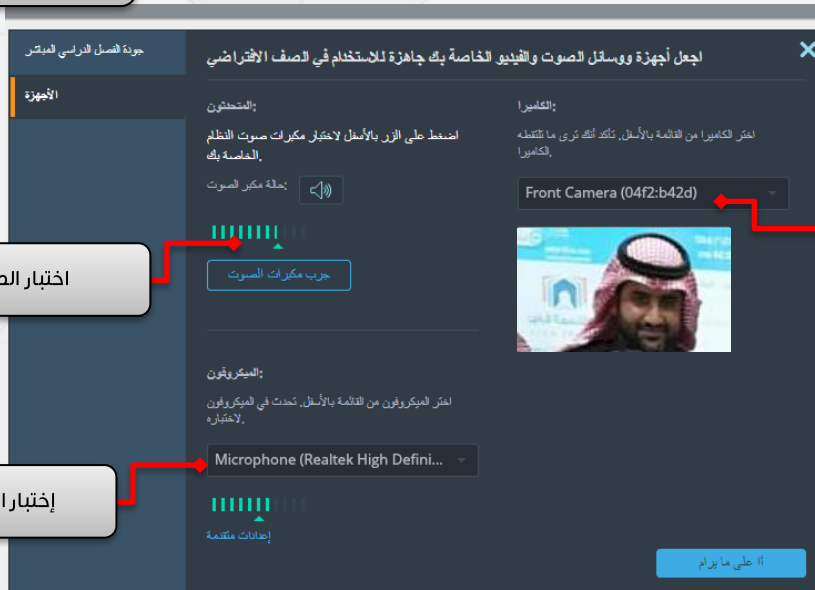 جودة الفصل الدراسي المباشر
الأجهزة
اجعل أجهزة ووسائل الصوت والفيديو الخاصة بك جاهزة للاستخدام في الصف الافتراضي
الكاميرا:
اختر الكاميرا من القائمة بالأسفل. تأكد أنك ترى ما تلتقطه
الكاميرا.
Front Camera (04f2:b42d)
المتحدثون:
اضغط على الزر بالأسفل لاختبار مكبرات صوت النظام
الخاصة بك.
حالة مكبر الصوت:
جرب مكبرات الصوت
الميكروفون:
اختر الميكروفون من القائمة بالأسفل. تحدث في الميكروفون
لاختباره.
Microphone (Realtek High Defini...
إعدادات متقدمة
أنا على ما يرام
اختبار
إختبار